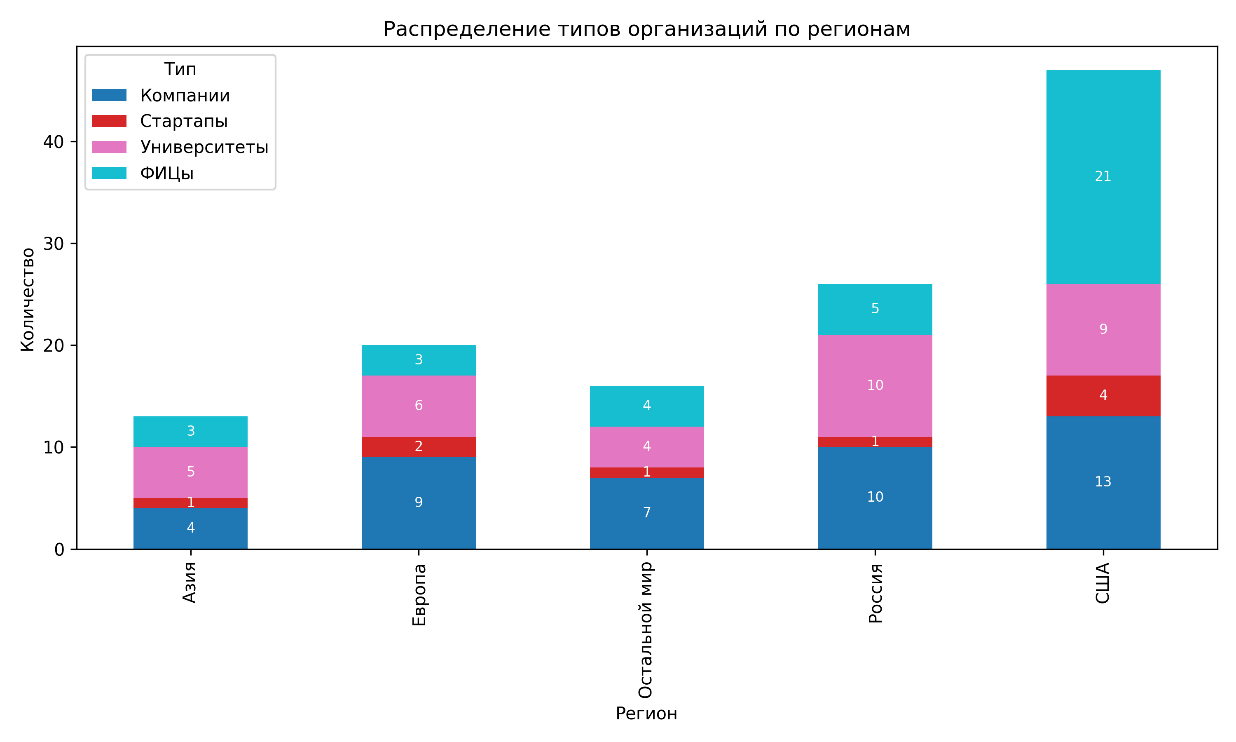 Распределение типов организаций по регионам
Тип
Компании
Стартапы
Университеты
ФИЦы
Количество
40
30
20
10
0
3
5
1
4
3
6
2
9
4
4
1
7
5
10
1
10
21
9
4
13
Азия
Европа
Остальной мир
Россия
США
Регион